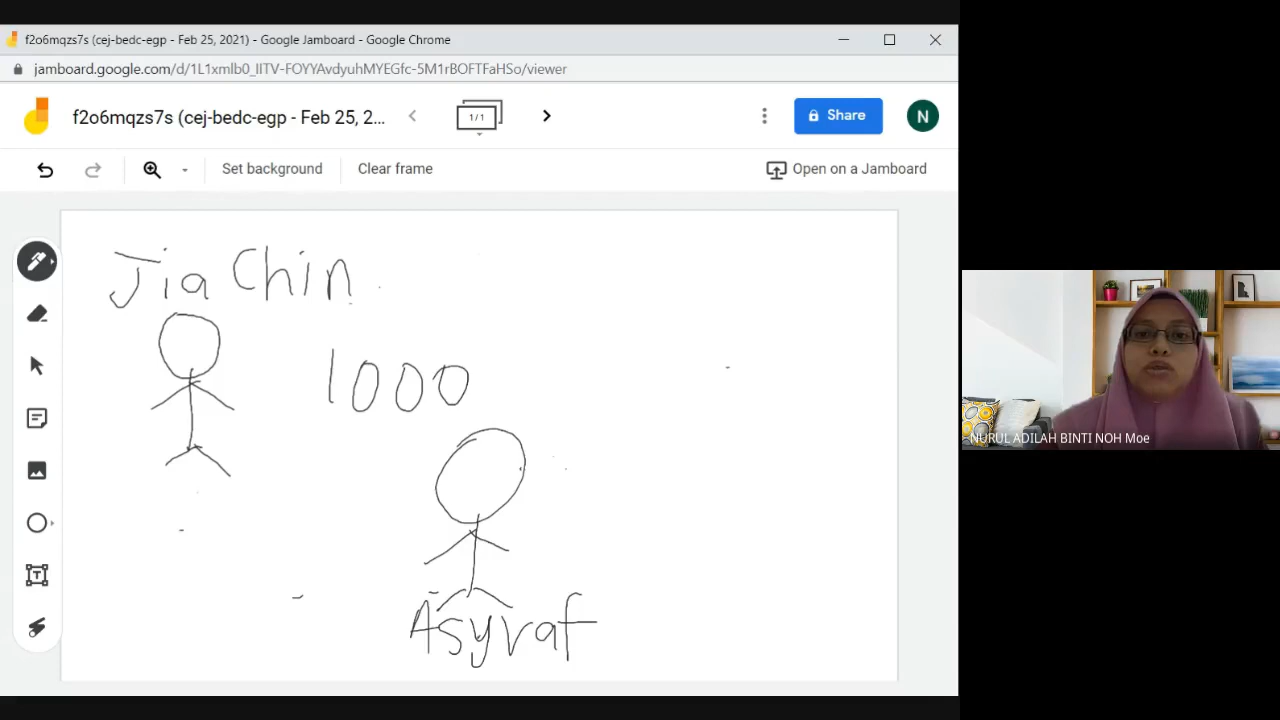 f2o6mqzs7s (cej-bedc-egp - Feb 25, 2021) - Google Jamboard - Google Chrome
jamboard.google.com/d/1L1xmlb0_IITV-FOYYAvdyuhMYEGfc-5M1rBOFTFaHSo/viewer
f2o6mqzs7s (cej-bedc-egp - Feb 25, 2...
1/1
Share
N
Set background
Clear frame
Open on a Jamboard
Jia Chin
1000
Asyraf
NURUL ADILAH BINTI NOH Moe